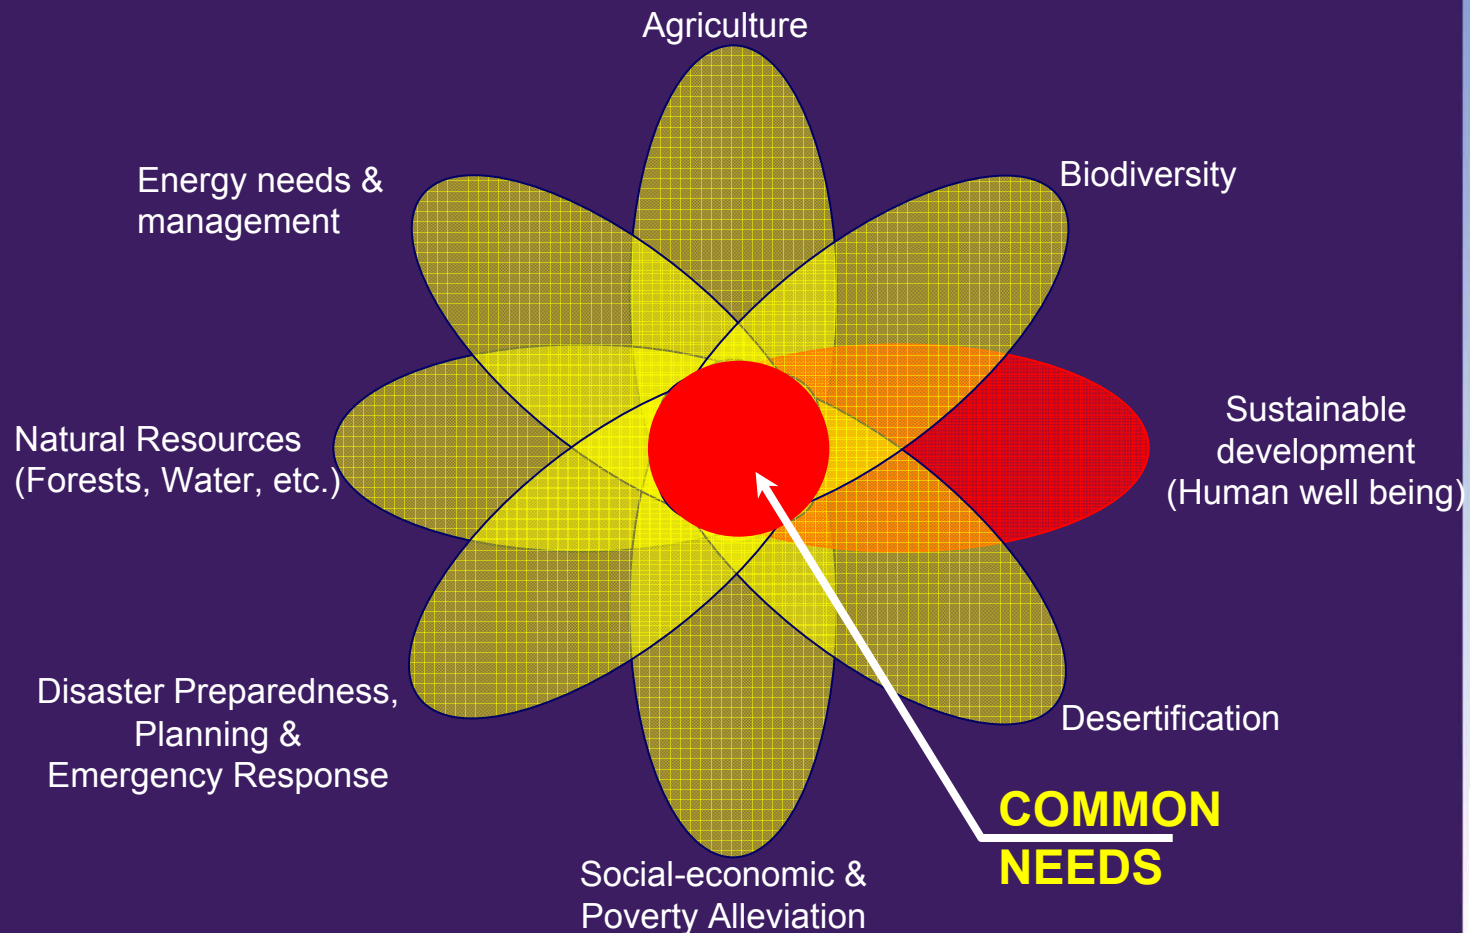 Agriculture
Energy needs &
management
Biodiversity
Natural Resources
(Forests, Water, etc.)
Sustainable
development
(Human well being)
Disaster Preparedness,
Planning &
Emergency Response
Desertification
COMMON
NEEDS
Social-economic &
Poverty Alleviation